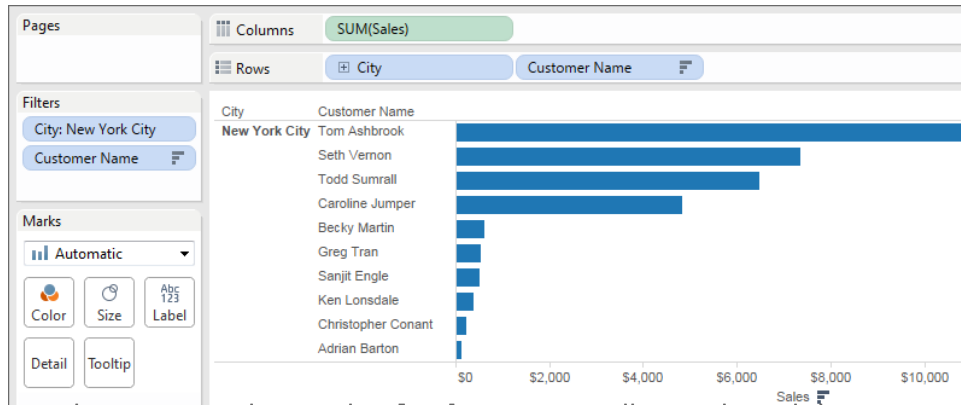 Pages
Columns
SUM(Sales)
Rows
City
Customer Name
Filters
City: New York City
Customer Name
Marks
Automatic
Color
Size
Abc
123
Label
Detail
Tooltip
City Customer Name
New York City Tom Ashbrook
Seth Vernon
Todd Sumrall
Caroline Jumper
Becky Martin
Greg Tran
Sanjit Engle
Ken Lonsdale
Christopher Conant
Adrian Barton
$0 $2,000 $4,000 $6,000 $8,000 $10,000
Sales